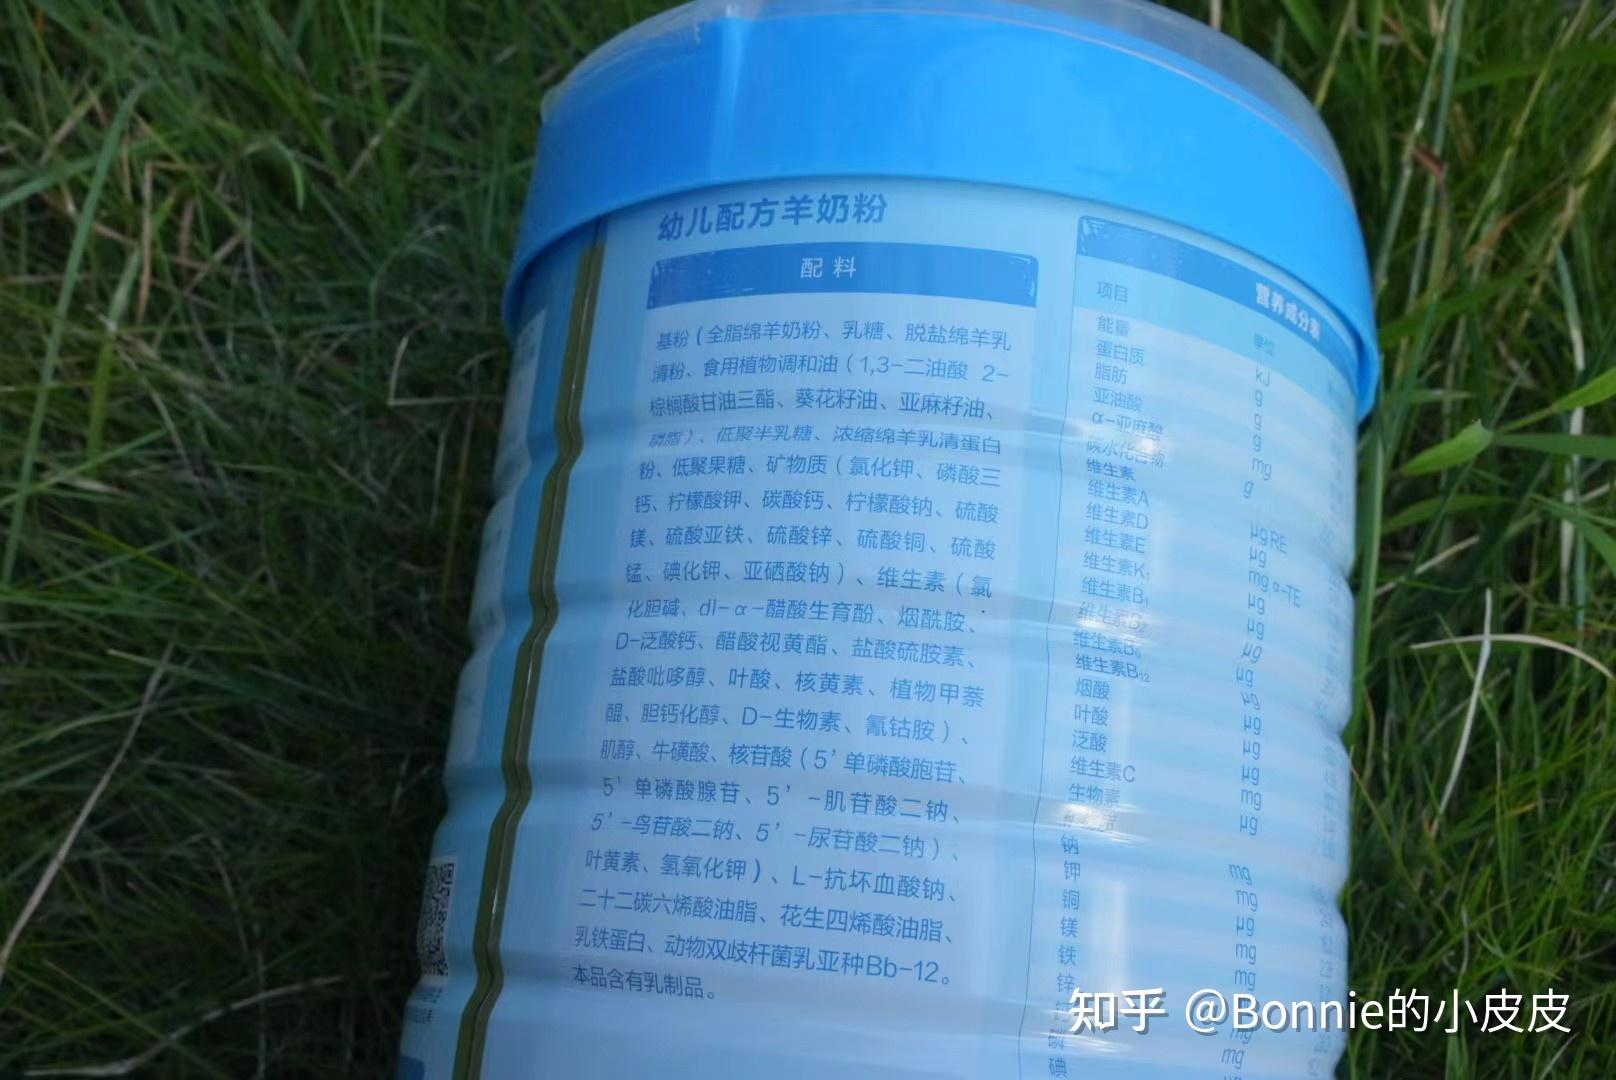 幼儿配方羊奶粉
配料
基粉（全脂绵羊奶粉、乳糖、脱盐绵羊乳
清粉、食用植物调和油（1,3-二油酸 2-
棕榈酸甘油三酯、葵花籽油、亚麻籽油、
磷脂）、低聚半乳糖、浓缩绵羊乳清蛋白
粉、低聚果糖、矿物质（氯化钾、磷酸三
钙、柠檬酸钾、碳酸钙、柠檬酸钠、硫酸
镁、硫酸亚铁、硫酸锌、硫酸铜、硫酸
锰、碘化钾、亚硒酸钠）、维生素（氯
化胆碱、dl-α-醋酸生育酚、烟酰胺、
D-泛酸钙、醋酸视黄酯、盐酸硫胺素、
盐酸吡哆醇、叶酸、核黄素、植物甲萘
醌、胆钙化醇、D-生物素、氰钴胺）、
肌醇、牛磺酸、核苷酸（5’单磷酸胞苷、
5’单磷酸腺苷、5’-肌苷酸二钠、
5’-鸟苷酸二钠、5’-尿苷酸二钠）、
叶黄素、氢氧化钾）、L-抗坏血酸钠、
二十二碳六烯酸油脂、花生四烯酸油脂、
乳铁蛋白、动物双歧杆菌乳亚种Bb-12。
本品含有乳制品。
营养成分表
项目 单位
能量 kJ
蛋白质 g
脂肪 g
亚油酸 g
α-亚麻酸 mg
碳水化合物 g
维生素
维生素A μg RE
维生素D μg
维生素E mg α-TE
维生素K₁ μg
维生素B₁ μg
维生素B₂ μg
维生素B₆ μg
维生素B₁₂ μg
烟酸 μg
叶酸 μg
泛酸 μg
维生素C mg
生物素 μg
钠 mg
钾 mg
铜 μg
镁 mg
铁 mg
锌
磷 mg
碘
知乎 @Bonnie的小皮皮